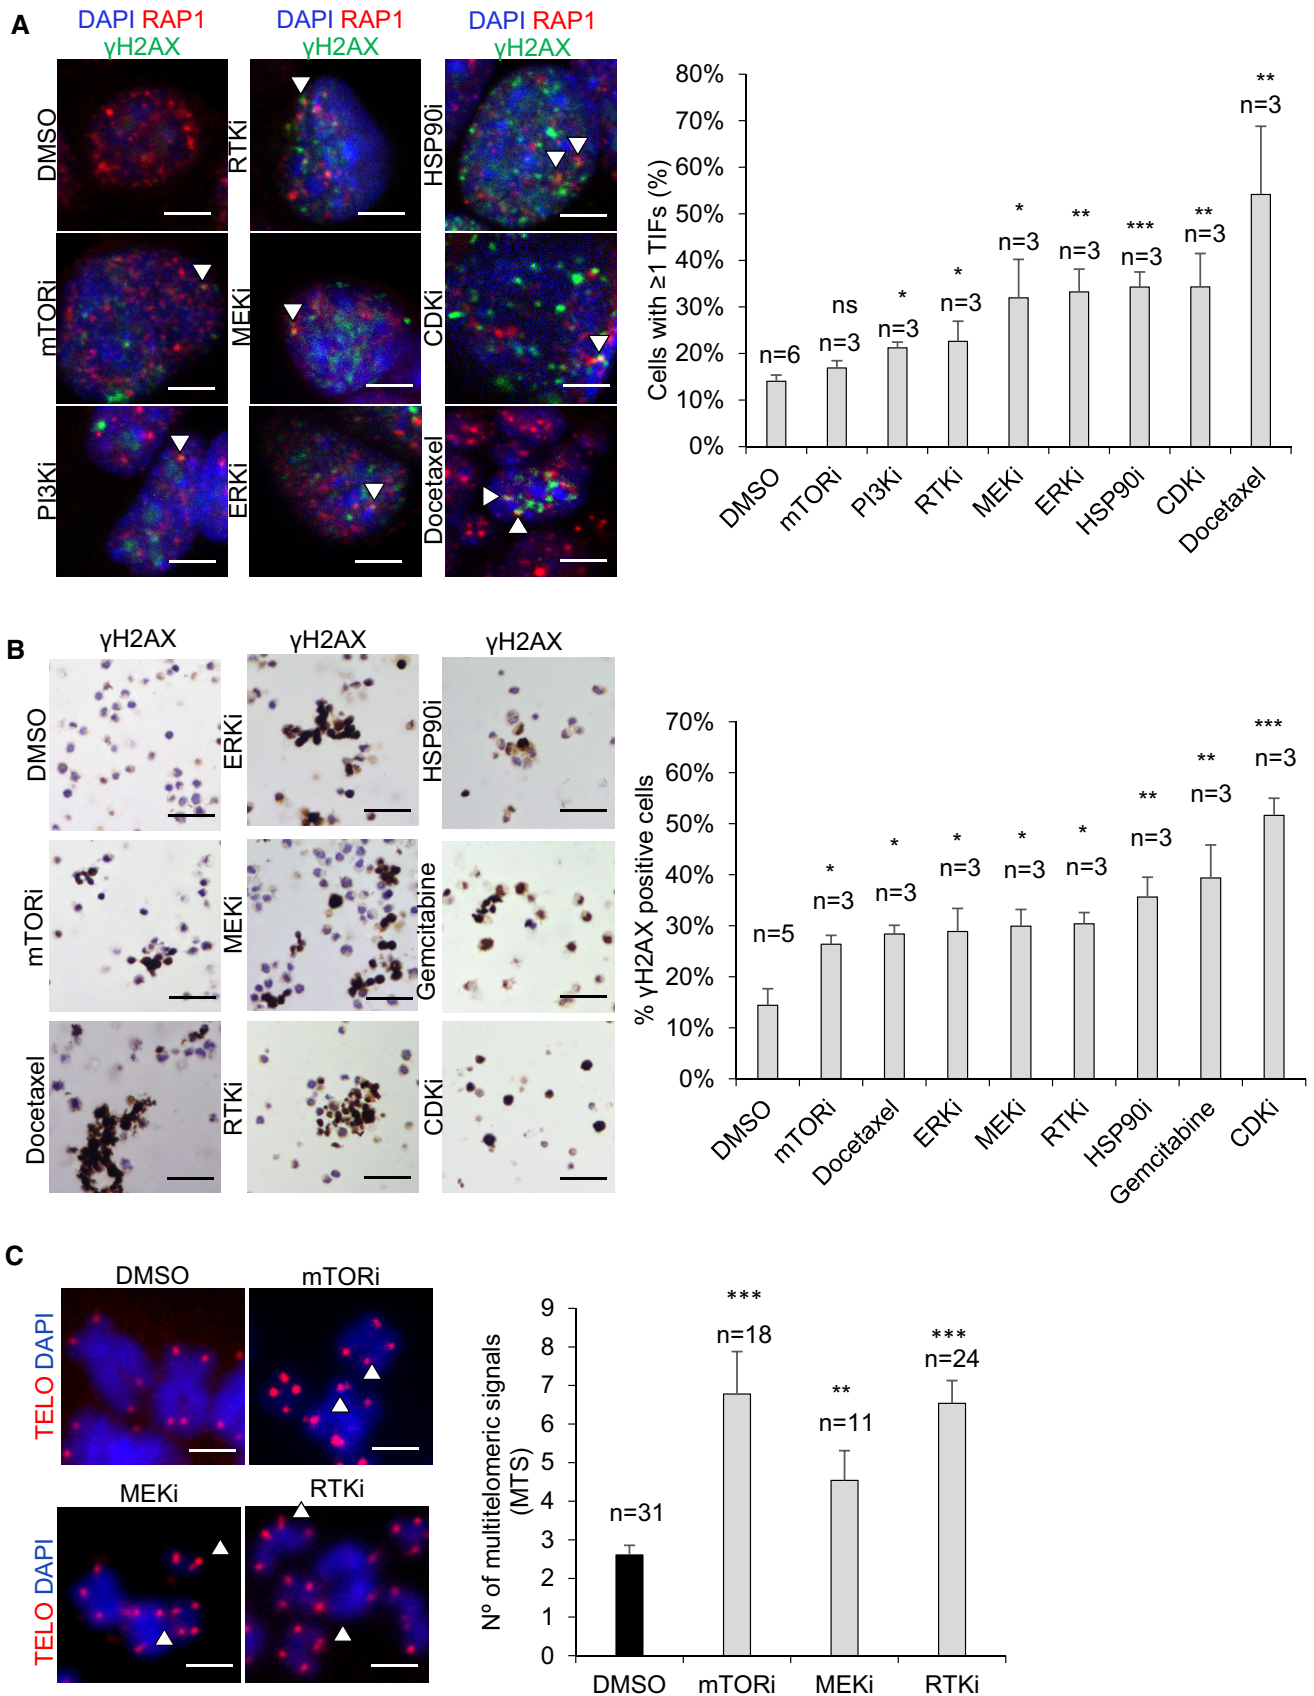 A
DAPI RAP1
γH2AX
DAPI RAP1
γH2AX
DAPI RAP1
γH2AX
DMSO
RTKi
HSP90i
mTORi
MEKi
CDKi
PI3Ki
ERKi
Docetaxel
Cells with ≥1 TIFs (%)
80%
70%
60%
50%
40%
30%
20%
10%
0%
n=6
ns
n=3
*
n=3
*
n=3
*
n=3
**
n=3
***
n=3
**
n=3
**
n=3
DMSO
mTORi
PI3Ki
RTKi
MEKi
ERKi
HSP90i
CDKi
Docetaxel
B
γH2AX
γH2AX
γH2AX
DMSO
ERKi
HSP90i
mTORi
MEKi
Gemcitabine
Docetaxel
RTKi
CDKi
% γH2AX positive cells
70%
60%
50%
40%
30%
20%
10%
0%
n=5
*
n=3
*
n=3
*
n=3
*
n=3
*
n=3
**
n=3
**
n=3
***
n=3
DMSO
mTORi
Docetaxel
ERKi
MEKi
RTKi
HSP90i
Gemcitabine
CDKi
C
DMSO
mTORi
TELO DAPI
MEKi
RTKi
TELO DAPI
Nº of multitelomeric signals
(MTS)
9
8
7
6
5
4
3
2
1
0
n=31
***
n=18
**
n=11
***
n=24
DMSO
mTORi
MEKi
RTKi